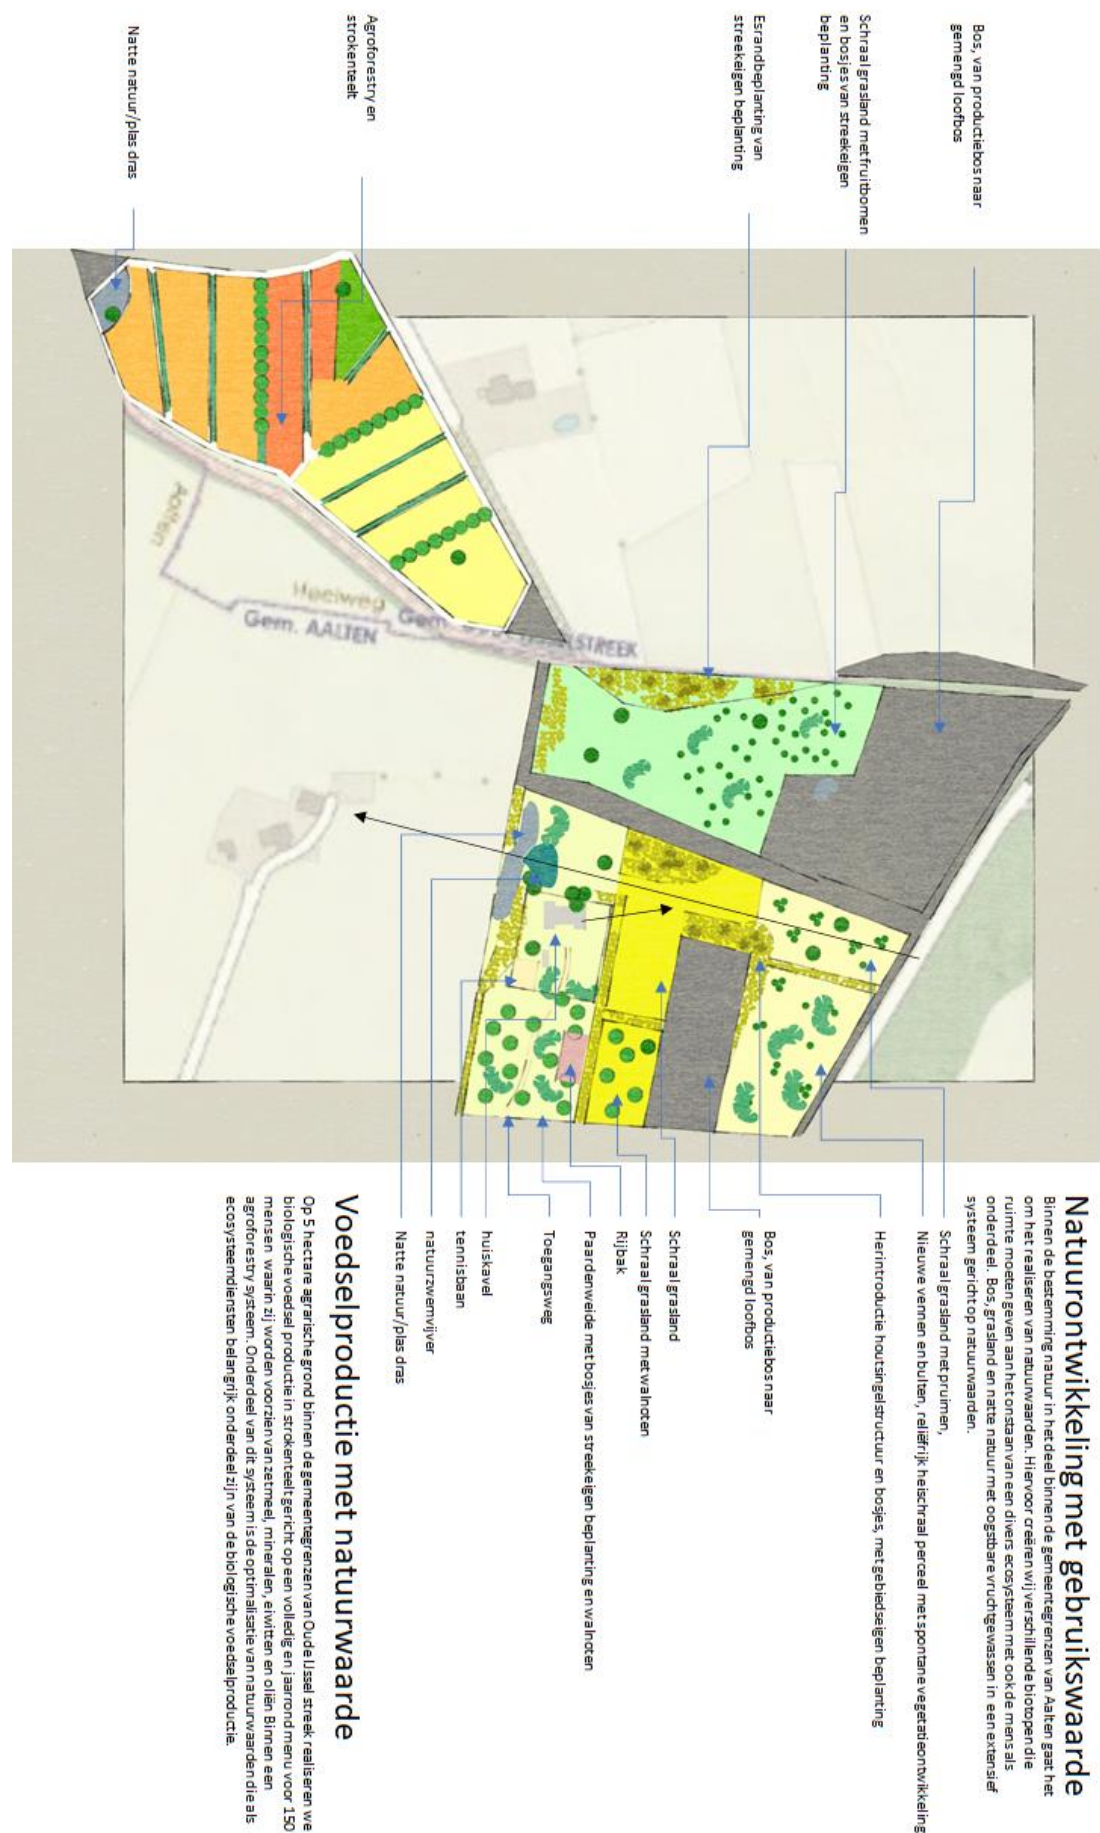 Natuurontwikkeling met gebruikswaarde
Binnen de bestemming natuur in het deel binnen de gemeentegrenzen van Aalten gaat het
om het realiseren van natuurwaarden. Hiervoor creëren wij verschillende biotopen die
ruimte moeten geven aan het onstaan van een divers ecosysteem met ook de mens als
onderdeel. Bos, grasland en natte natuur met oogstbare vruchtgewassen in een extensief
systeem gericht op natuurwaarden.
Bos, van productiebos naar
gemengd loofbos
Schraalgrasland met fruitbomen
en bosjes van streekeigen
beplanting
Esrandbeplanting van
streekeigen beplanting
Agroforestry en
strokenteelt
Natte natuur/plas dras
Aalten
Heelweg
Gem. AALTEN
Gem.
STREEK
Schraalgrasland met pruimen,
Nieuwe vennen en bulten, reliëfrijk heischraal perceel met spontane vegetatieontwikkeling
Herintroductie houtsingelstructuur en bosjes, met gebiedseigen beplanting
Bos, van productiebos naar
gemengd loofbos
Schraalgrasland
Schraalgrasland met walnoten
Rijbak
Paardenweide met bosjes van streekeigen beplanting en walnoten
Toegangsweg
huiskavel
tennisbaan
natuurzwemvijver
Natte natuur/plas dras
Voedselproductie met natuurwaarde
Op 5 hectare agrarische grond binnen de gemeentegrenzen van Oude IJssel streek realiseren we
biologische voedsel productie in strokenteelt gericht op een volledig en jaarrond menu voor 150
mensen waarin zij worden voorzien van zetmeel, mineralen, eiwitten en oliën Binnen een
agroforestry systeem. Onderdeel van dit systeem is de optimalisatie van natuurwaarden die als
ecosysteemdiensten belangrijk onderdeel zijn van de biologische voedselproductie.